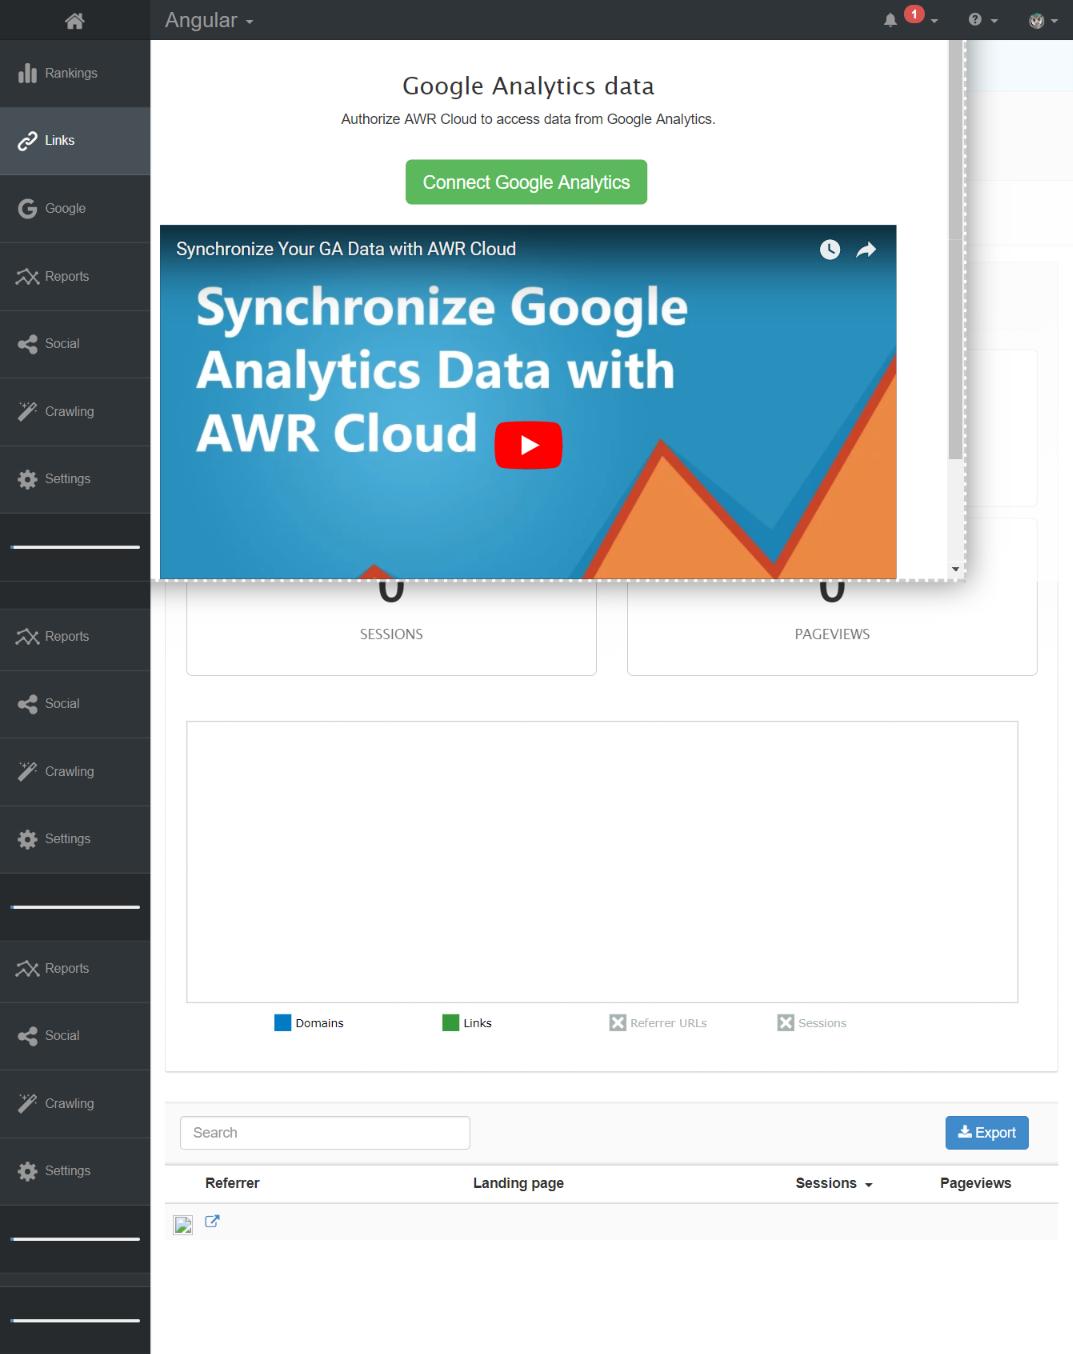 Angular
1
Rankings
Links
Google
Reports
Social
Crawling
Settings
Reports
Social
Crawling
Settings
Reports
Social
Crawling
Settings
Google Analytics data
Authorize AWR Cloud to access data from Google Analytics.
Connect Google Analytics
Synchronize Your GA Data with AWR Cloud
Synchronize Google
Analytics Data with
AWR Cloud
0 0
SESSIONS PAGEVIEWS
Domains Links Referrer URLs Sessions
Search Export
Referrer Landing page Sessions Pageviews